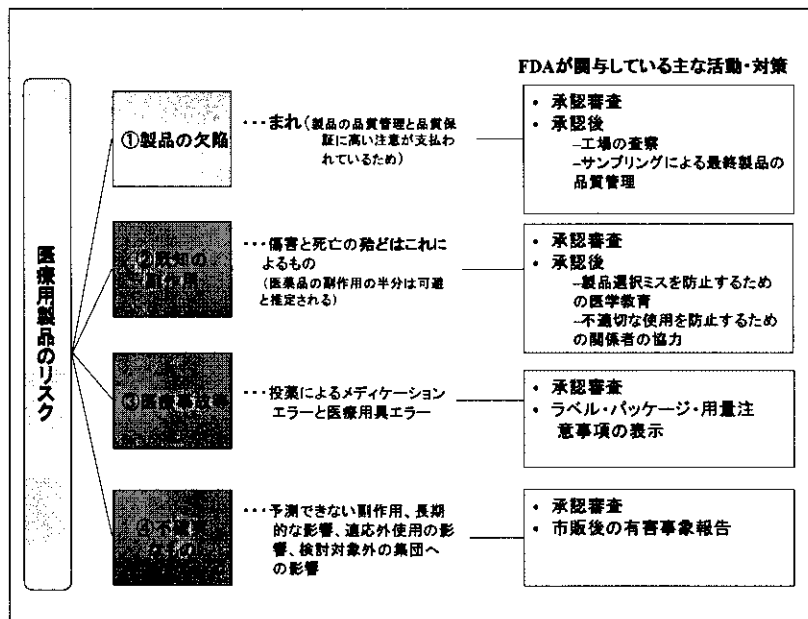 FDAが関与している主な活動・対策
医療用製品のリスク
①製品の欠陥
・・・まれ（製品の品質管理と品質保
証に高い注意が支払わ
れているため）
• 承認審査
• 承認後
–工場の査察
–サンプリングによる最終製品の
品質管理
②既知の
副作用
・・・傷害と死亡の殆どはこれに
よるもの
（医薬品の副作用の半分は可避
と推定される）
• 承認審査
• 承認後
–製品選択ミスを防止するため
の医学教育
–不適切な使用を防止するため
の関係者の協力
③医療事故等
投薬によるメディケーション
エラーと医療用具エラー
• 承認審査
• ラベル・パッケージ・用量注
意事項の表示
④不確実
なもの
・・・予測できない副作用、長期
的な影響、適応外使用の影
響、検討対象外の集団へ
の影響
• 承認審査
• 市販後の有害事象報告